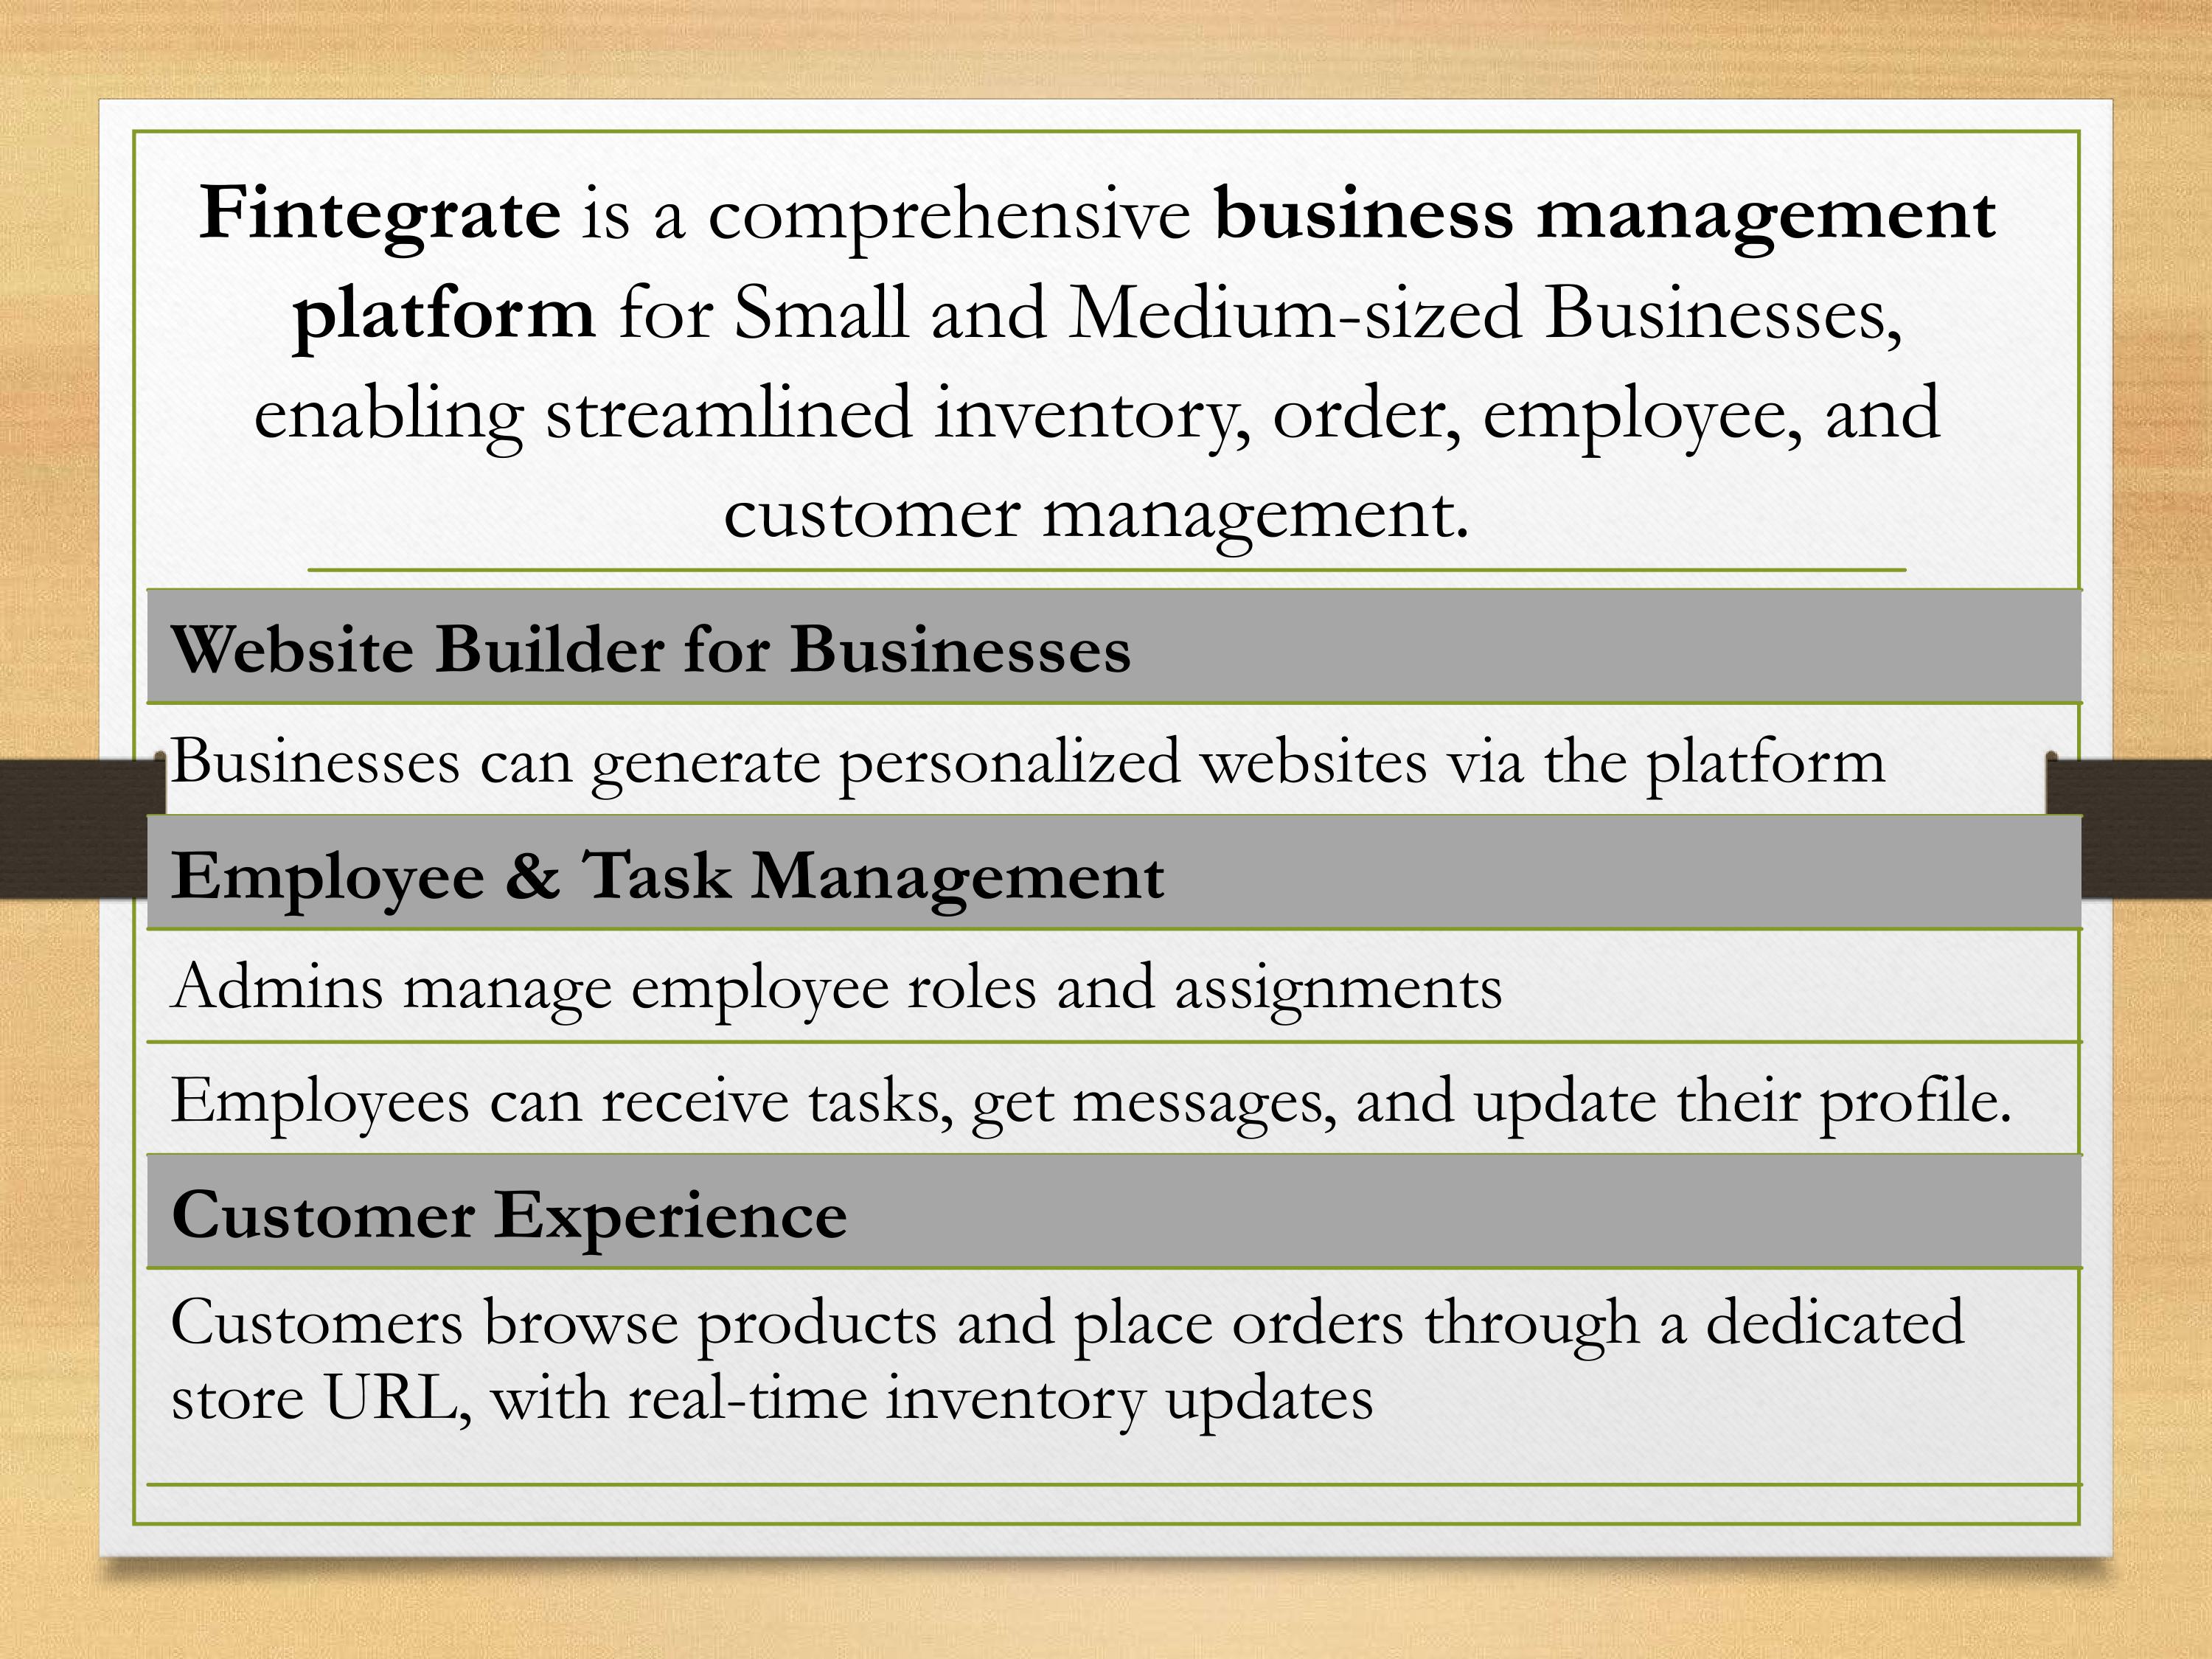 Fintegrate is a comprehensive business management
platform for Small and Medium-sized Businesses,
enabling streamlined inventory, order, employee, and
customer management.
Website Builder for Businesses
Businesses can generate personalized websites via the platform
Employee & Task Management
Admins manage employee roles and assignments
Employees can receive tasks, get messages, and update their profile.
Customer Experience
Customers browse products and place orders through a dedicated
store URL, with real-time inventory updates